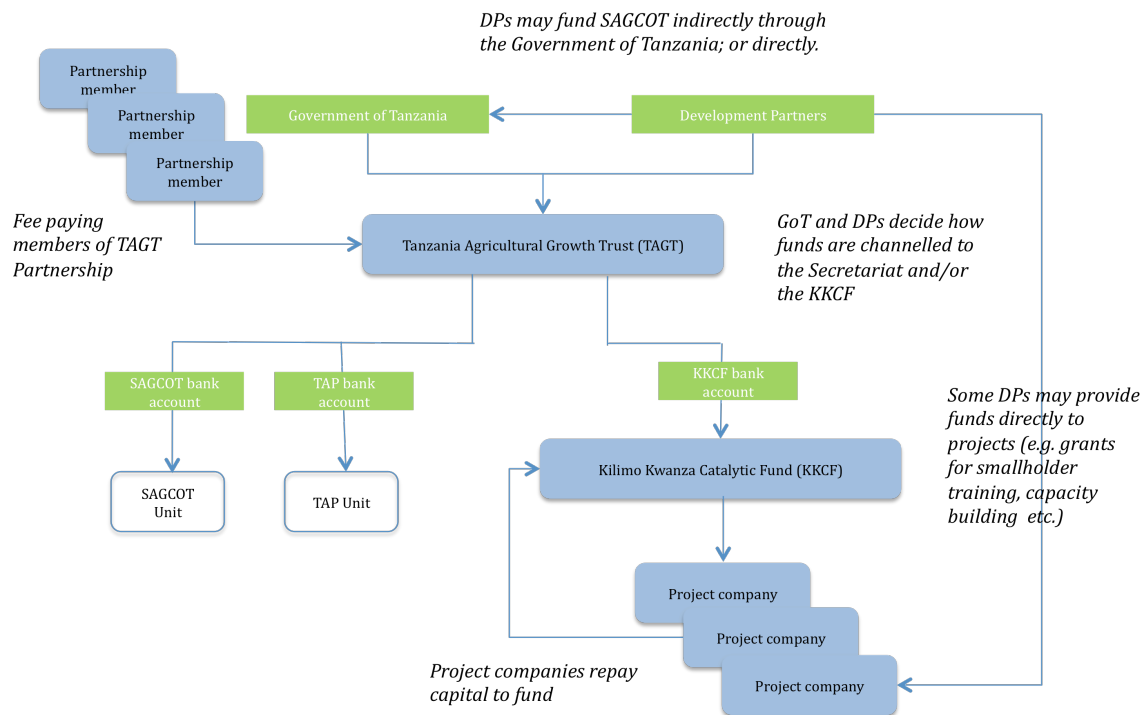 DPs may fund SAGCOT indirectly through
the Government of Tanzania; or directly.
Partnership
member
Partnership
member
Partnership
member
Government of Tanzania
Development Partners
Fee paying
members of TAGT
Partnership
Tanzania Agricultural Growth Trust (TAGT)
GoT and DPs decide how
funds are channelled to
the Secretariat and/or
the KKCF
SAGCOT bank
account
TAP bank
account
KKCF bank
account
Some DPs may provide
funds directly to
projects (e.g. grants
for smallholder
training, capacity
building etc.)
Kilimo Kwanza Catalytic Fund (KKCF)
SAGCOT
Unit
TAP Unit
Project company
Project company
Project company
Project companies repay
capital to fund